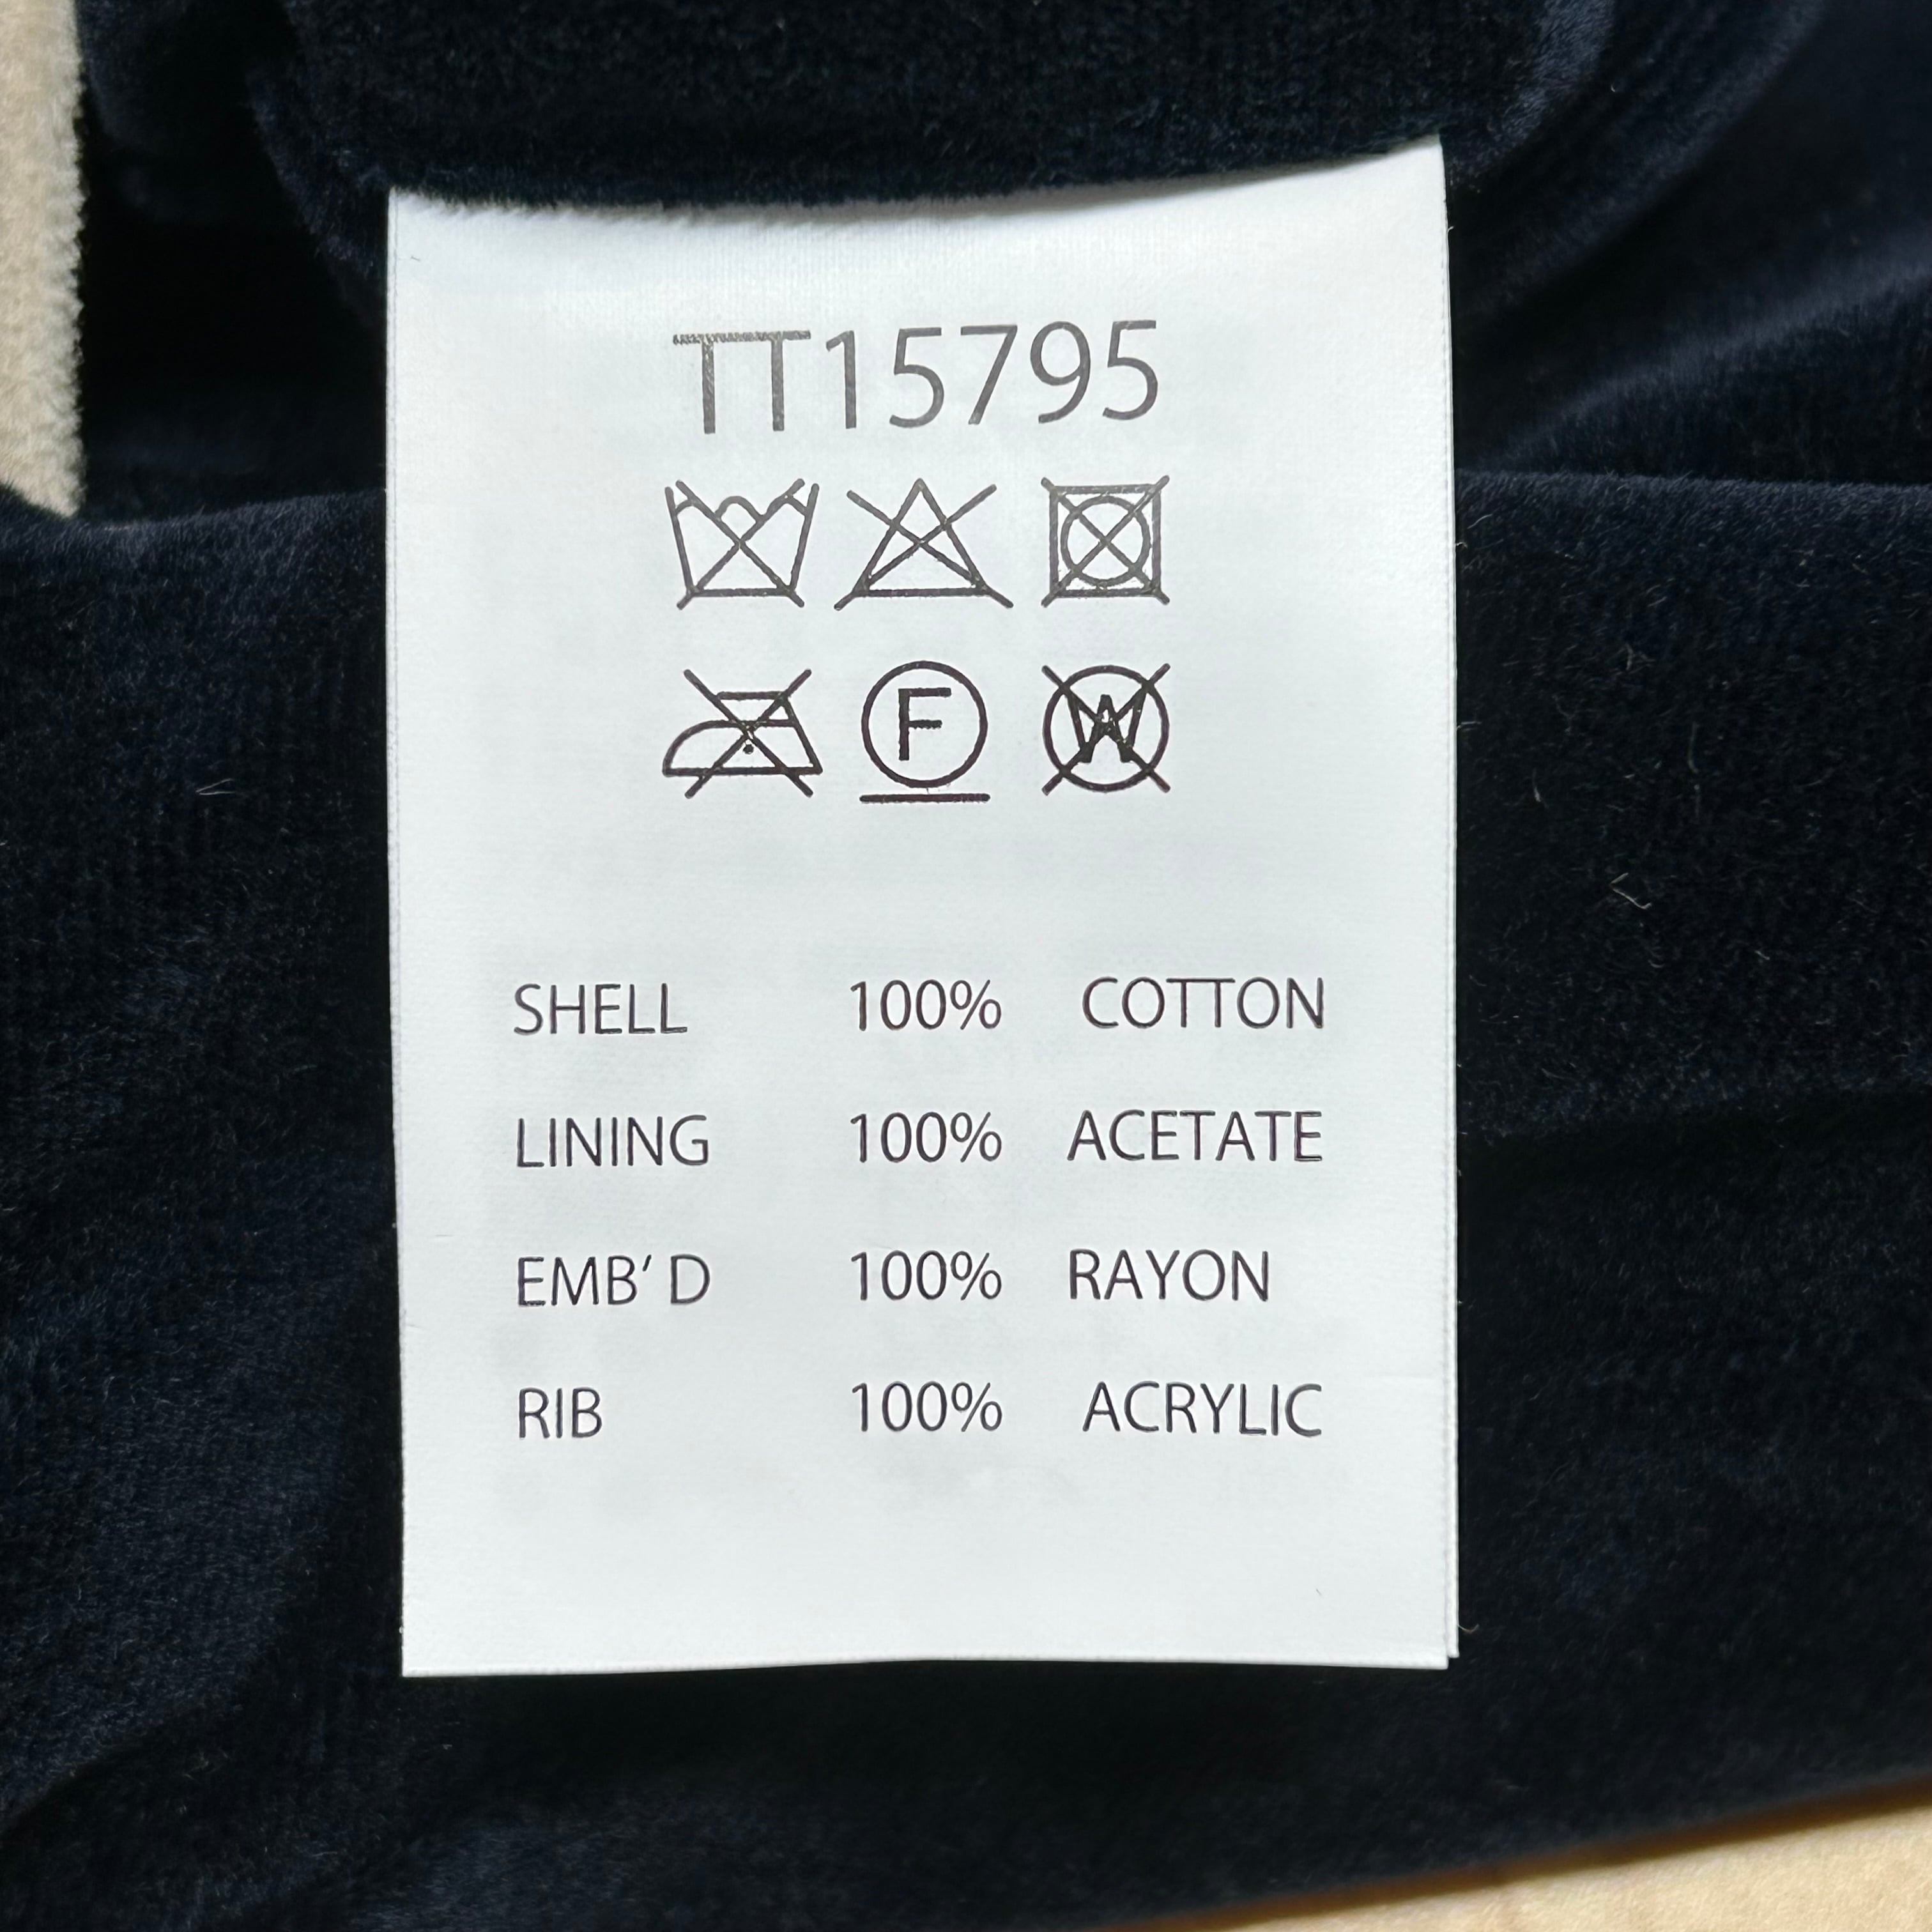 TT15795
F W
SHELL 100% COTTON
LINING 100% ACETATE
EMB' D 100% RAYON
RIB 100% ACRYLIC